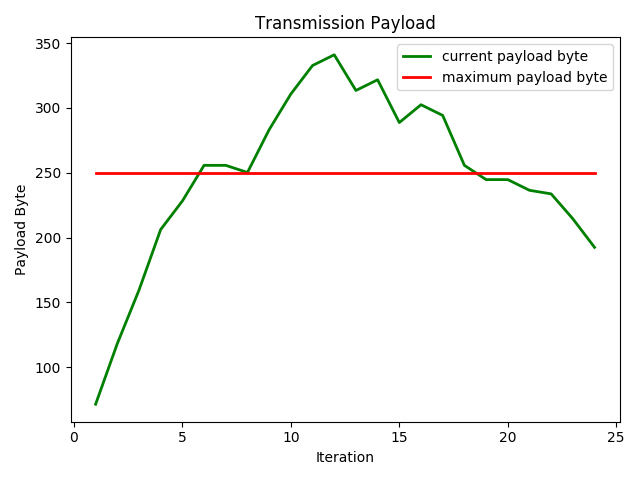 Transmission Payload
current payload byte
maximum payload byte
350
300
250
200
150
100
Payload Byte
0
5
10
15
20
25
Iteration